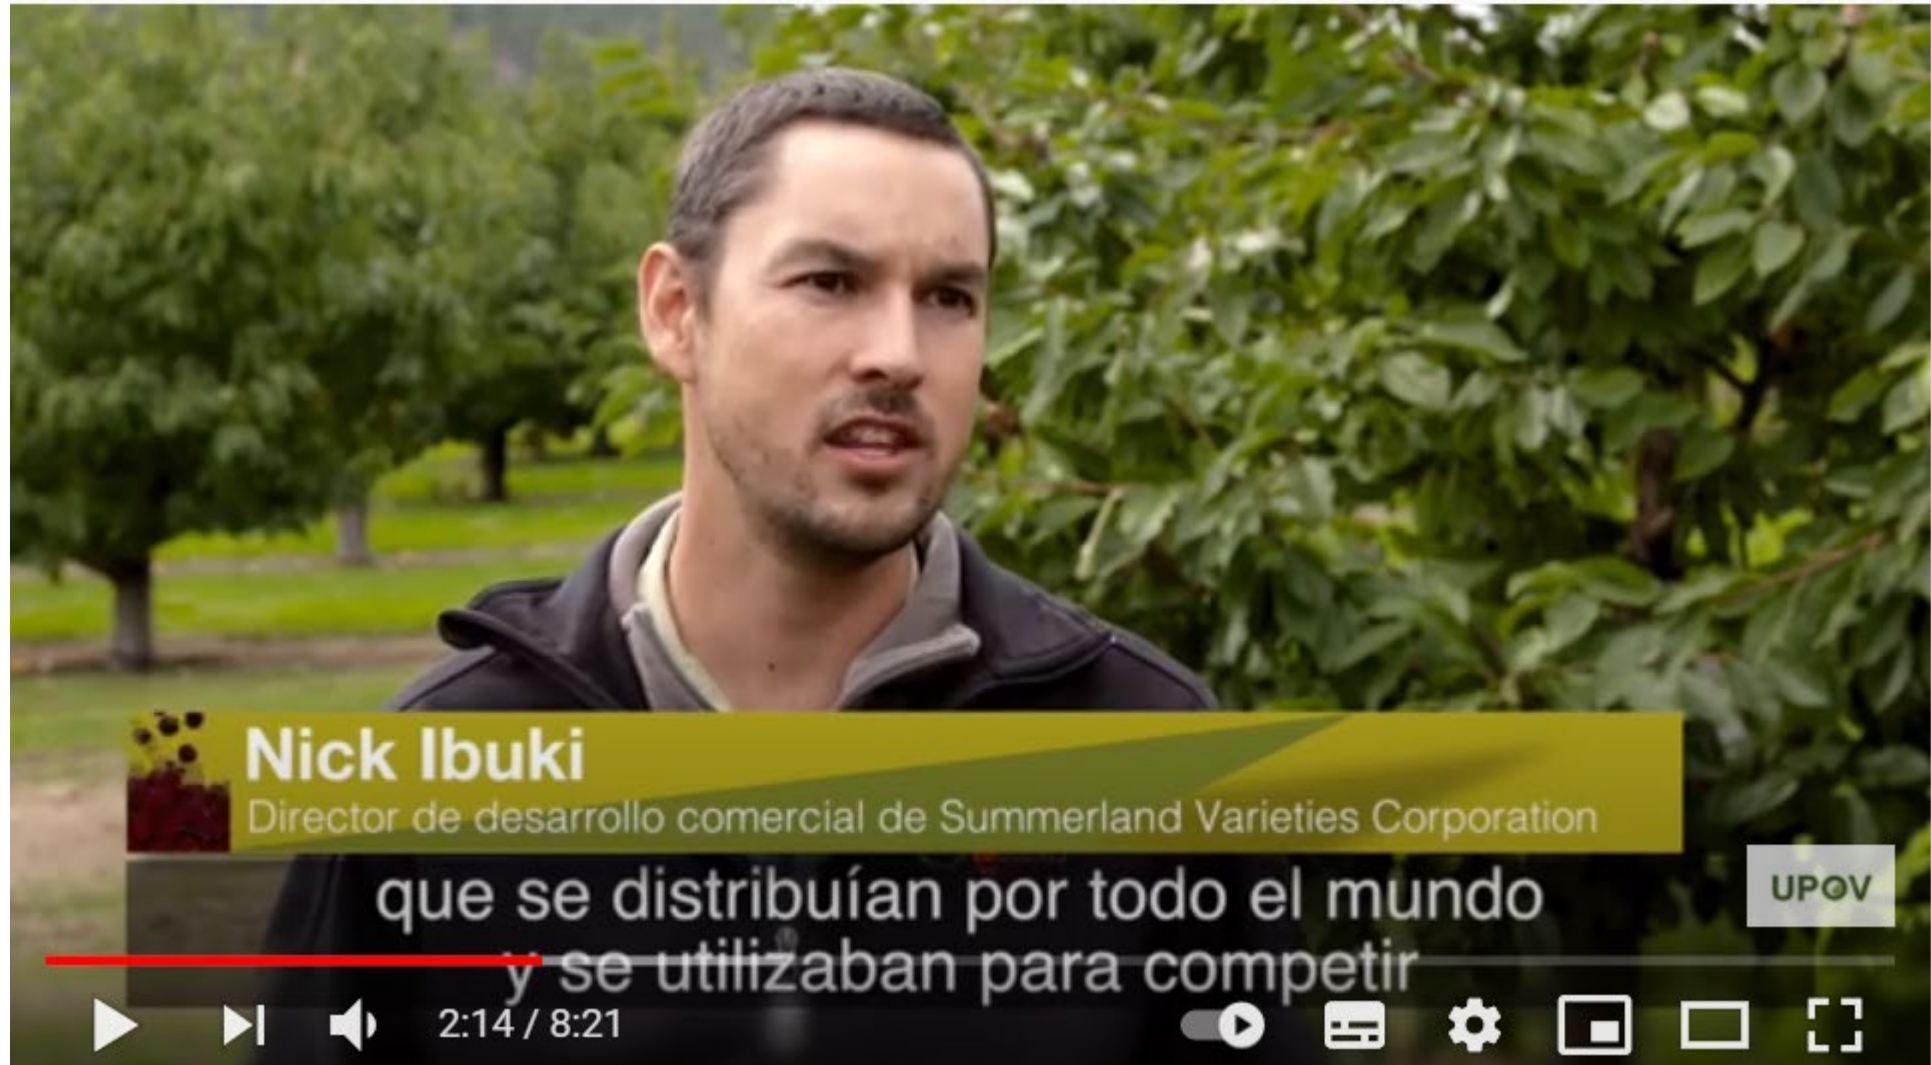 Nick Ibuki
Director de desarrollo comercial de Summerland Varieties Corporation
que se distribuían por todo el mundo
y se utilizaban para competir
UPOV
2:14 / 8:21